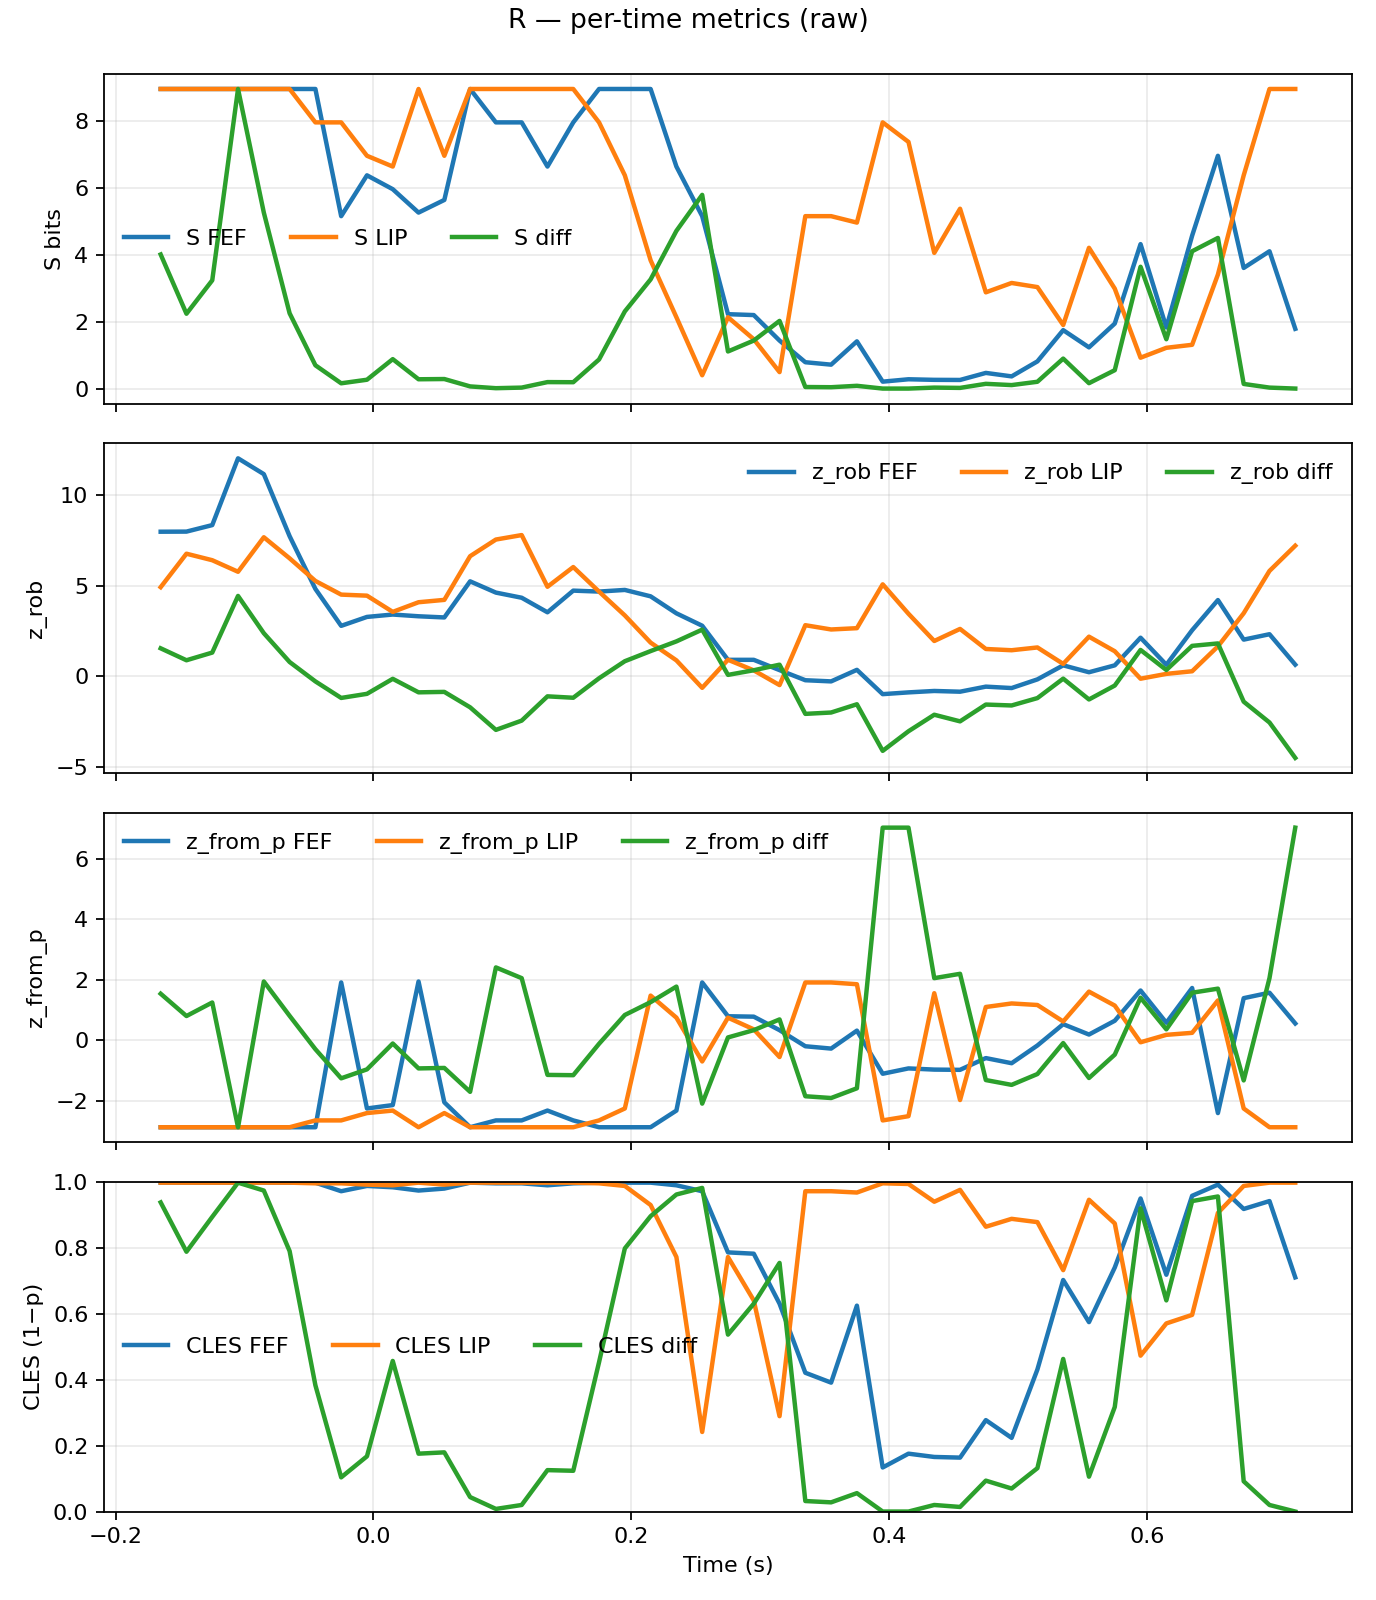 R — per-time metrics (raw)
8
6
4
2
0
S bits
S FEF
S LIP
S diff
10
5
0
−5
z_rob
z_rob FEF
z_rob LIP
z_rob diff
6
4
2
0
−2
z_from_p
z_from_p FEF
z_from_p LIP
z_from_p diff
1.0
0.8
0.6
0.4
0.2
0.0
CLES (1−p)
CLES FEF
CLES LIP
CLES diff
−0.2
0.0
0.2
0.4
0.6
Time (s)